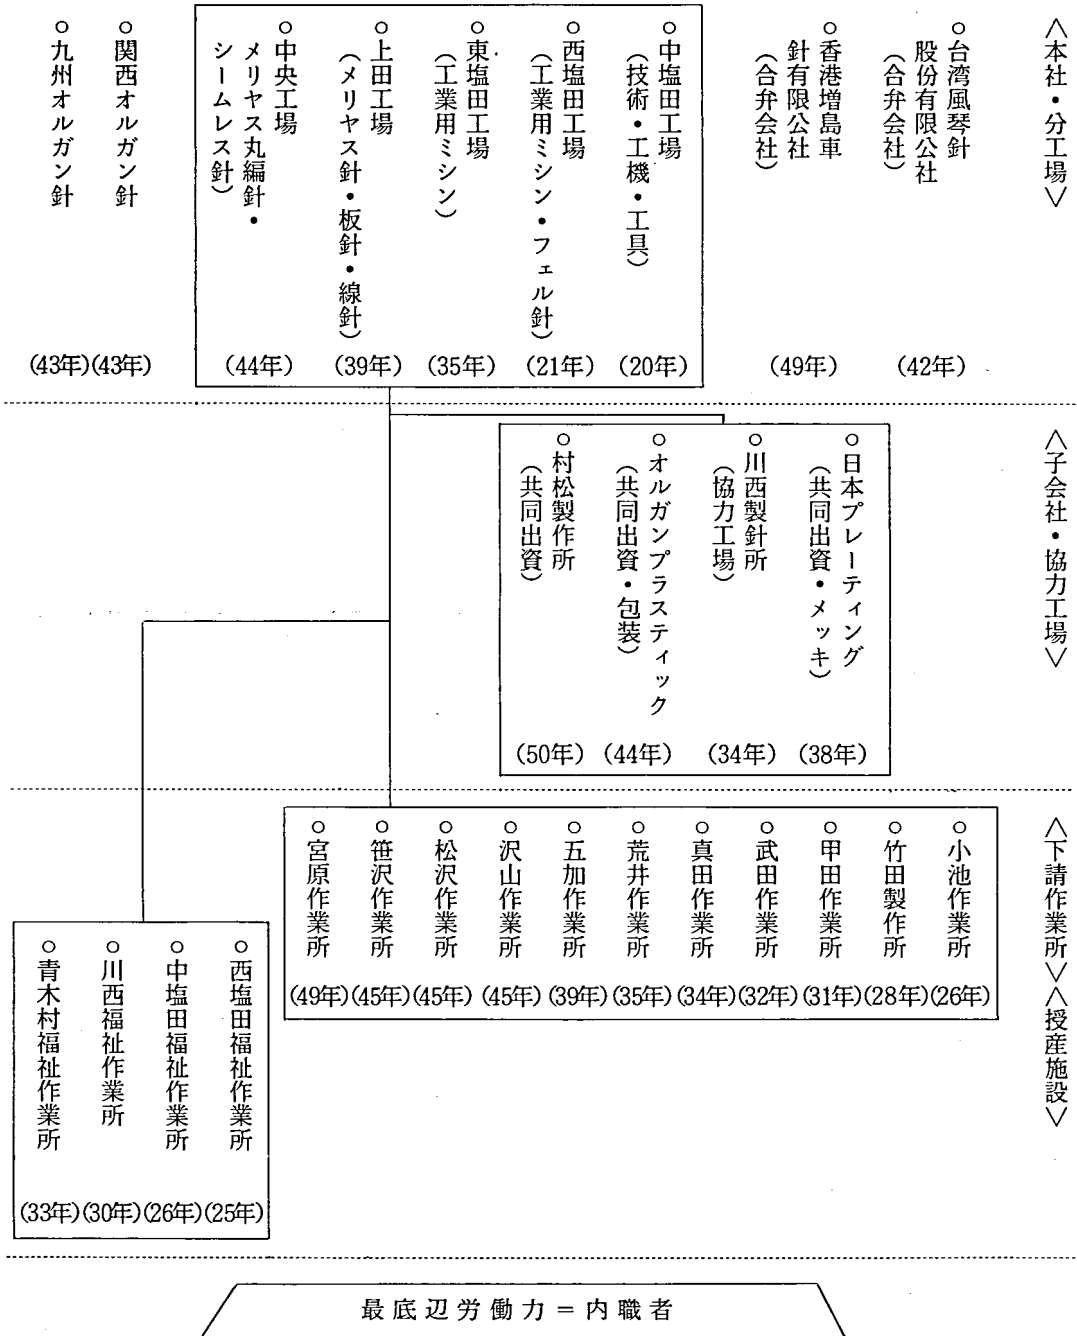 〈本社・分工場〉
○台湾風琴針
股份有限公社
（合弁会社）
(42年)
○香港増島車
針有限公社
（合弁会社）
(49年)
○中塩田工場
（技術・工機・工具）
(20年)
○西塩田工場
（工業用ミシン・フェル針）
(21年)
○東塩田工場
（工業用ミシン）
(35年)
○上田工場
（メリヤス針・板針・線針）
(39年)
○中央工場
メリヤス丸編針・
シームレス針）
(44年)
○関西オルガン針
(43年)
○九州オルガン針
(43年)
〈子会社・協力工場〉
○日本プレーティング
（共同出資・メッキ）
(38年)
○川西製針所
（協力工場）
(34年)
○オルガンプラスティック
（共同出資・包装）
(44年)
○村松製作所
（共同出資）
(50年)
〈下請作業所〉〈授産施設〉
○小池作業所
(26年)
○竹田製作所
(28年)
○甲田作業所
(31年)
○武田作業所
(32年)
○真田作業所
(34年)
○荒井作業所
(35年)
○五加作業所
(39年)
○沢山作業所
(45年)
○松沢作業所
(45年)
○笹沢作業所
(45年)
○宮原作業所
(49年)
○西塩田福祉作業所
(25年)
○中塩田福祉作業所
(26年)
○川西福祉作業所
(30年)
○青木村福祉作業所
(33年)
最底辺労働力＝内職者